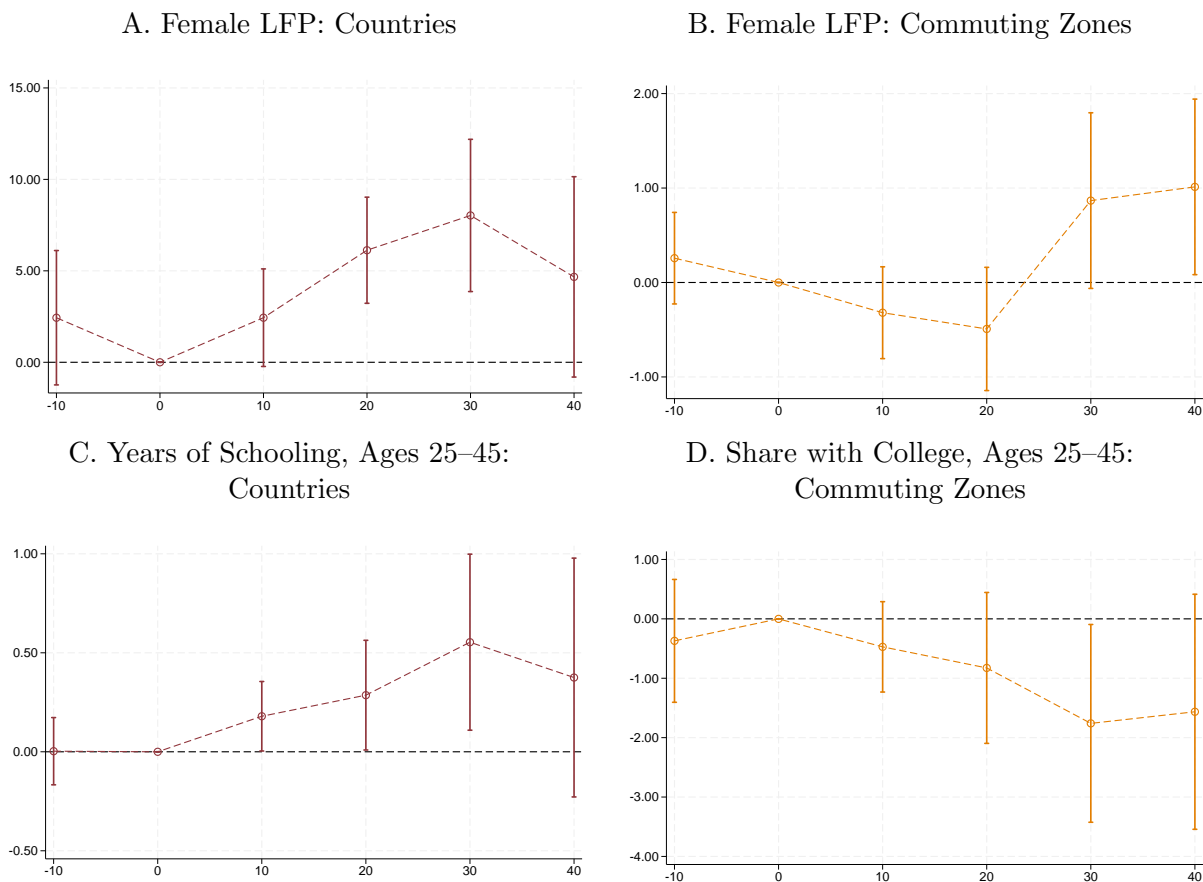 A. Female LFP: Countries
15.00
10.00
5.00
0.00
-10 0 10 20 30 40
B. Female LFP: Commuting Zones
2.00
1.00
0.00
-1.00
-10 0 10 20 30 40
C. Years of Schooling, Ages 25–45:
Countries
1.00
0.50
0.00
-0.50
-10 0 10 20 30 40
D. Share with College, Ages 25–45:
Commuting Zones
1.00
0.00
-1.00
-2.00
-3.00
-4.00
-10 0 10 20 30 40